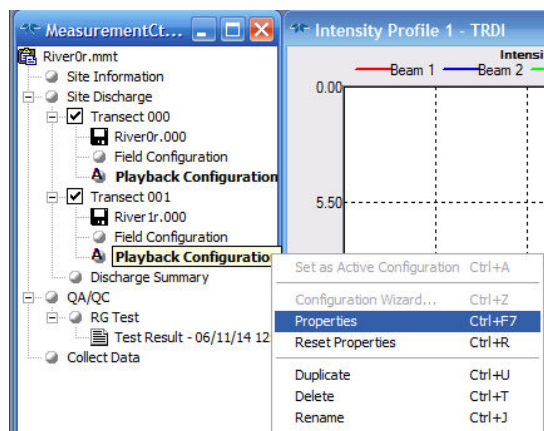 MeasurementCt...
River0r.mmt
Site Information
Site Discharge
Transect 000
River0r.000
Field Configuration
Playback Configuration
Transect 001
River1r.000
Field Configuration
Playback Configuration
Discharge Summary
QA/QC
RG Test
Test Result - 06/11/14 12
Collect Data
Intensity Profile 1 - TRDI
Intensi
Beam 1 Beam 2
0.00
5.50
Set as Active Configuration Ctrl+A
Configuration Wizard... Ctrl+Z
Properties Ctrl+F7
Reset Properties Ctrl+R
Duplicate Ctrl+U
Delete Ctrl+T
Rename Ctrl+J